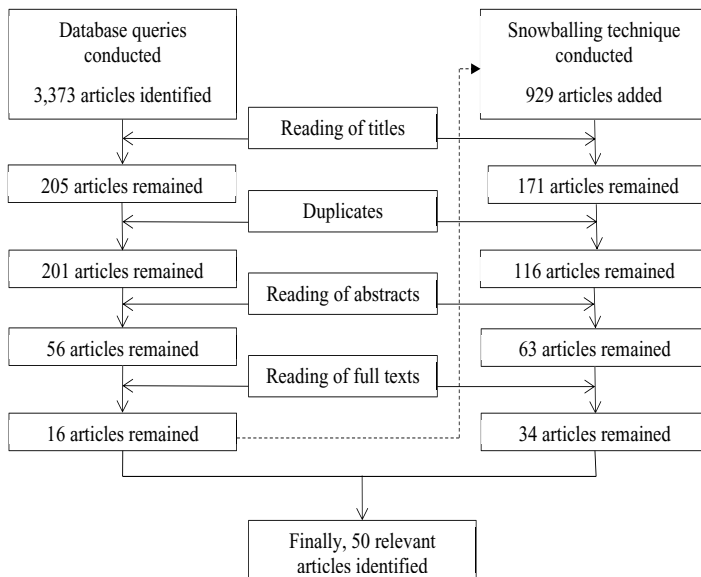 Database queries
conducted
3,373 articles identified
Snowballing technique
conducted
929 articles added
Reading of titles
205 articles remained
171 articles remained
Duplicates
201 articles remained
116 articles remained
Reading of abstracts
56 articles remained
63 articles remained
Reading of full texts
16 articles remained
34 articles remained
Finally, 50 relevant
articles identified